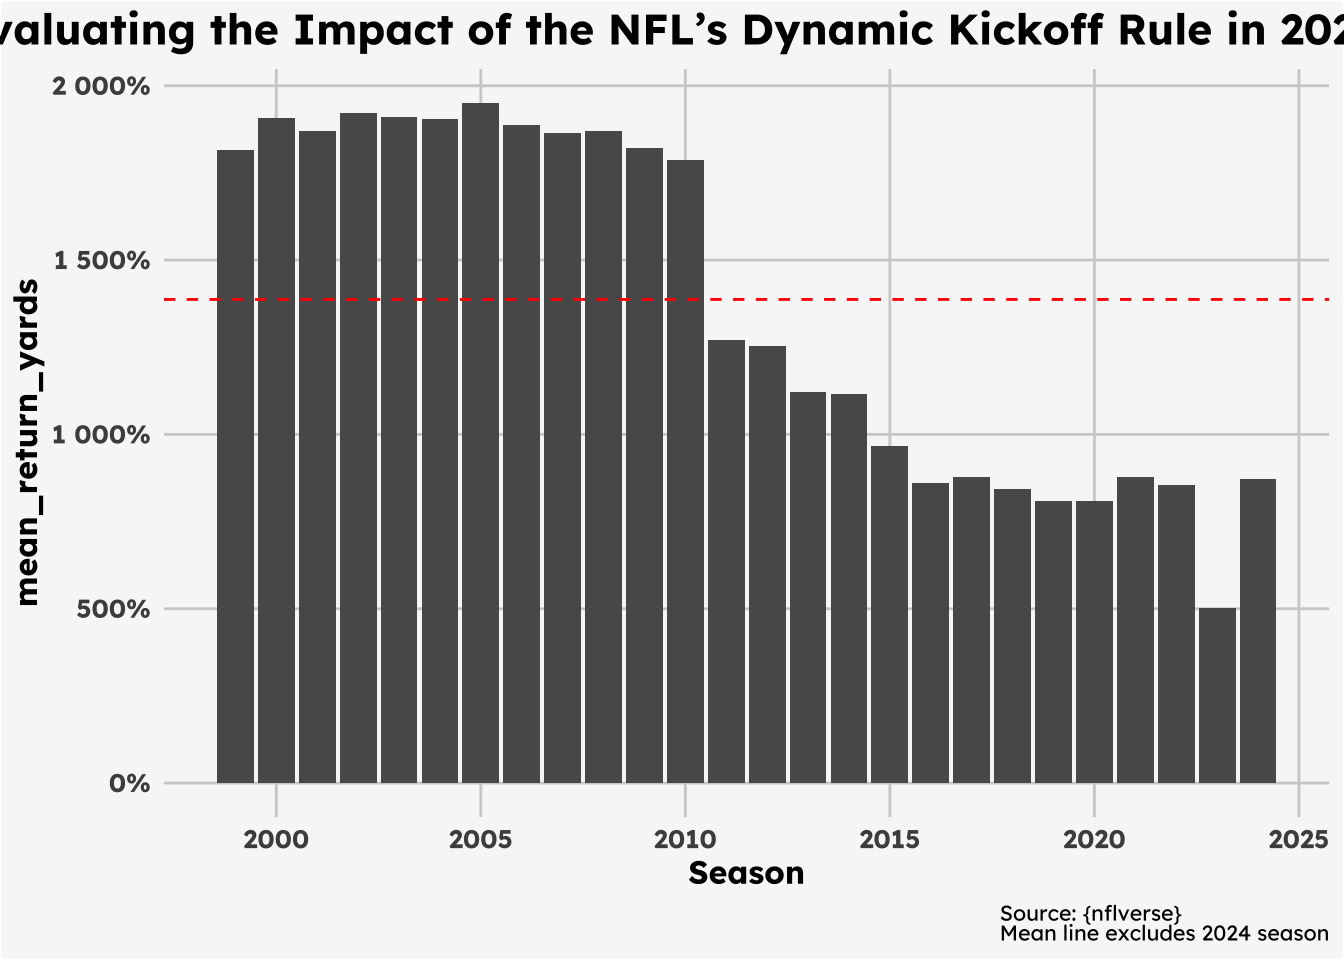 valuating the Impact of the NFL’s Dynamic Kickoff Rule in 202
2 000%
1 500%
1 000%
500%
0%
mean_return_yards
2000 2005 2010 2015 2020 2025
Season
Source: {nflverse}
Mean line excludes 2024 season